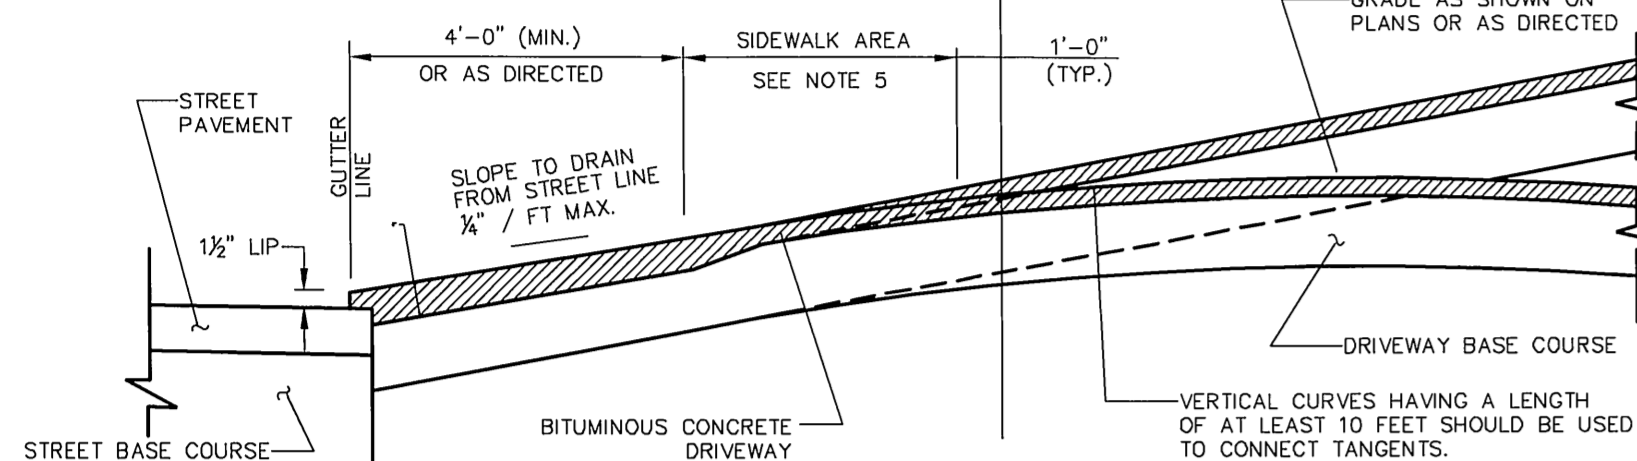 GRADE AS SHOWN ON
PLANS OR AS DIRECTED
4'-0" (MIN.)
OR AS DIRECTED
SIDEWALK AREA
SEE NOTE 5
1'-0"
(TYP.)
STREET
PAVEMENT
GUTTER
LINE
SLOPE TO DRAIN
FROM STREET LINE
¼" / FT MAX.
1½" LIP
DRIVEWAY BASE COURSE
VERTICAL CURVES HAVING A LENGTH
OF AT LEAST 10 FEET SHOULD BE USED
TO CONNECT TANGENTS.
BITUMINOUS CONCRETE
DRIVEWAY
STREET BASE COURSE